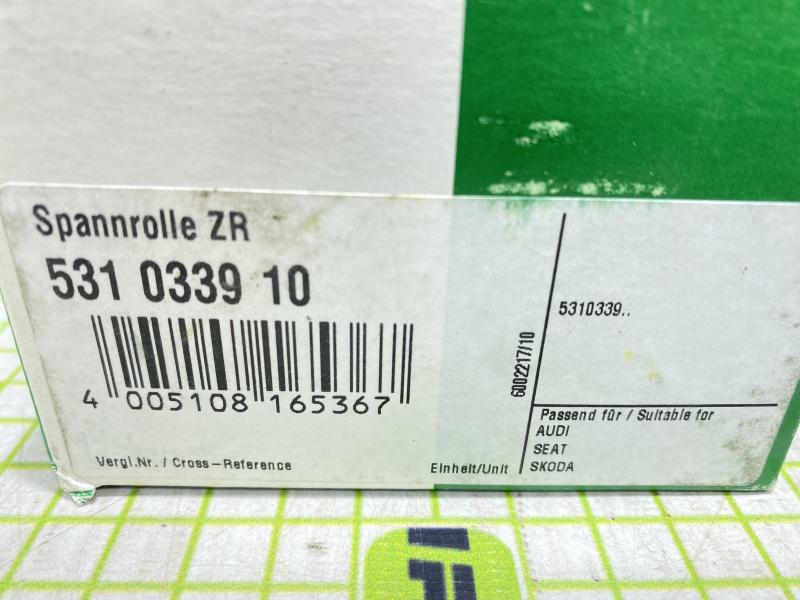 Spannrolle ZR
531 0339 10
4 005108 165367
Vergl.Nr. / Cross-Reference
Einheit/Unit
6002217/10
5310339..
Passend für / Suitable for
AUDI
SEAT
SKODA